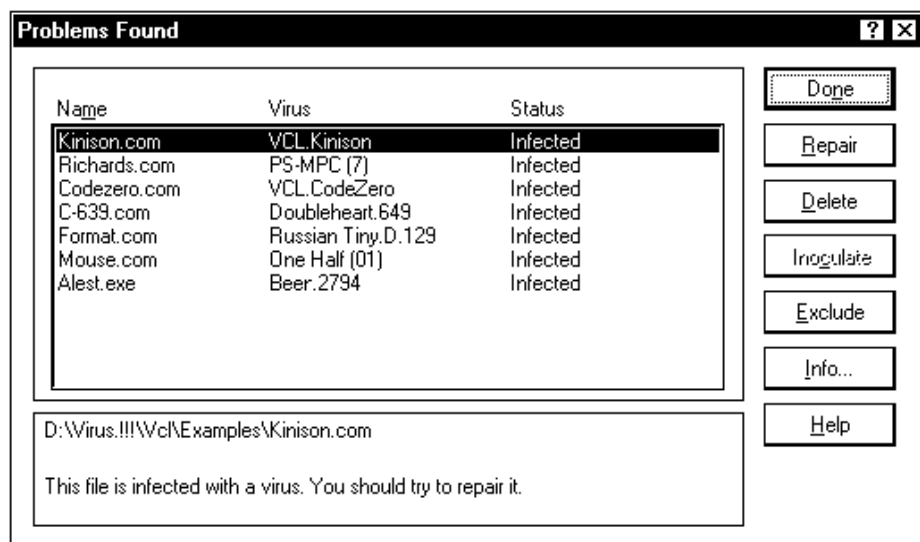 Problems Found
Name Virus Status
Kinison.com VCL.Kinison Infected
Richards.com PS-MPC (7) Infected
Codezero.com VCL.CodeZero Infected
C-639.com Doubleheart.649 Infected
Format.com Russian Tiny.D.129 Infected
Mouse.com One Half (01) Infected
Alest.exe Beer.2794 Infected
Done
Repair
Delete
Inoculate
Exclude
Info...
Help
D:\Virus.!!!\Vcl\Examples\Kinison.com
This file is infected with a virus. You should try to repair it.